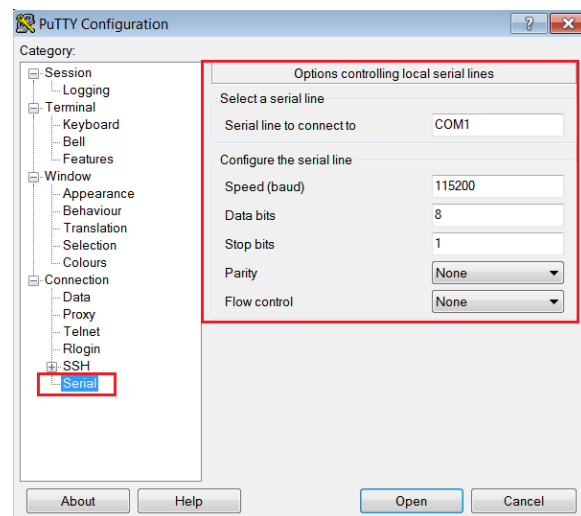 PuTTY Configuration
Category:
Session
Logging
Terminal
Keyboard
Bell
Features
Window
Appearance
Behaviour
Translation
Selection
Colours
Connection
Data
Proxy
Telnet
Rlogin
SSH
Serial
Options controlling local serial lines
Select a serial line
Serial line to connect to COM1
Configure the serial line
Speed (baud) 115200
Data bits 8
Stop bits 1
Parity None
Flow control None
About Help Open Cancel